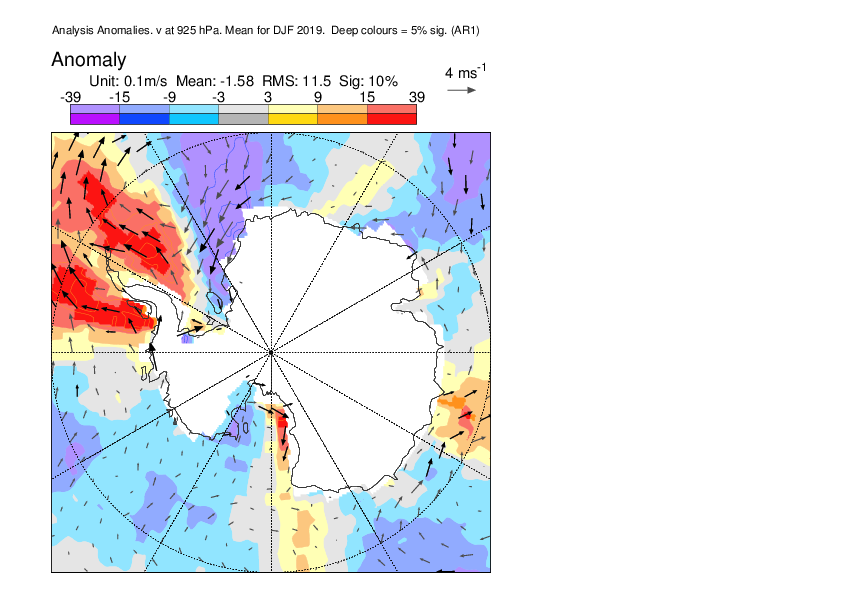 Analysis Anomalies. v at 925 hPa. Mean for DJF 2019.  Deep colours = 5% sig. (AR1)
Anomaly
4 ms-1
Unit: 0.1m/s  Mean: -1.58  RMS: 11.5  Sig: 10%
-39 -15 -9 -3 3 9 15 39